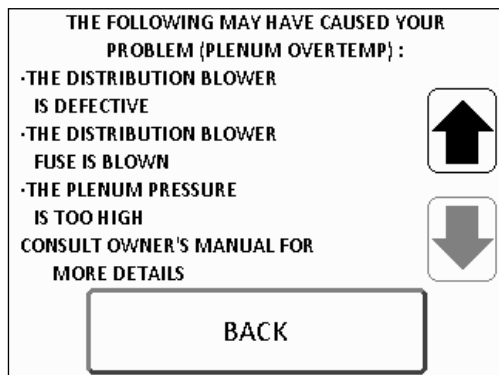 THE FOLLOWING MAY HAVE CAUSED YOUR
PROBLEM (PLENUM OVERTEMP) :
·THE DISTRIBUTION BLOWER
IS DEFECTIVE
·THE DISTRIBUTION BLOWER
FUSE IS BLOWN
·THE PLENUM PRESSURE
IS TOO HIGH
CONSULT OWNER'S MANUAL FOR
MORE DETAILS
BACK